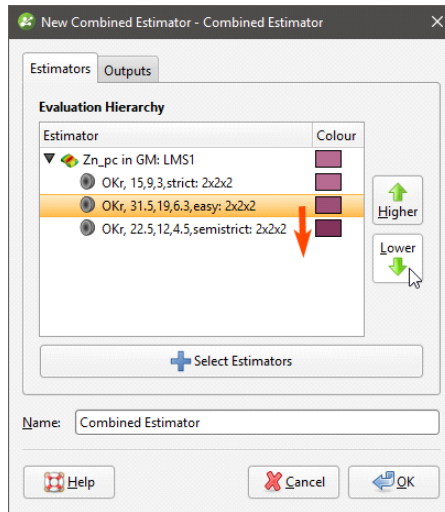 New Combined Estimator - Combined Estimator
Estimators Outputs
Evaluation Hierarchy
Estimator Colour
Zn_pc in GM: LMS1
OKr, 15,9,3,strict: 2x2x2
OKr, 31.5,19,6.3,easy: 2x2x2
OKr, 22.5,12,4.5,semistrict: 2x2x2
Higher
Lower
Select Estimators
Name: Combined Estimator
Help Cancel OK